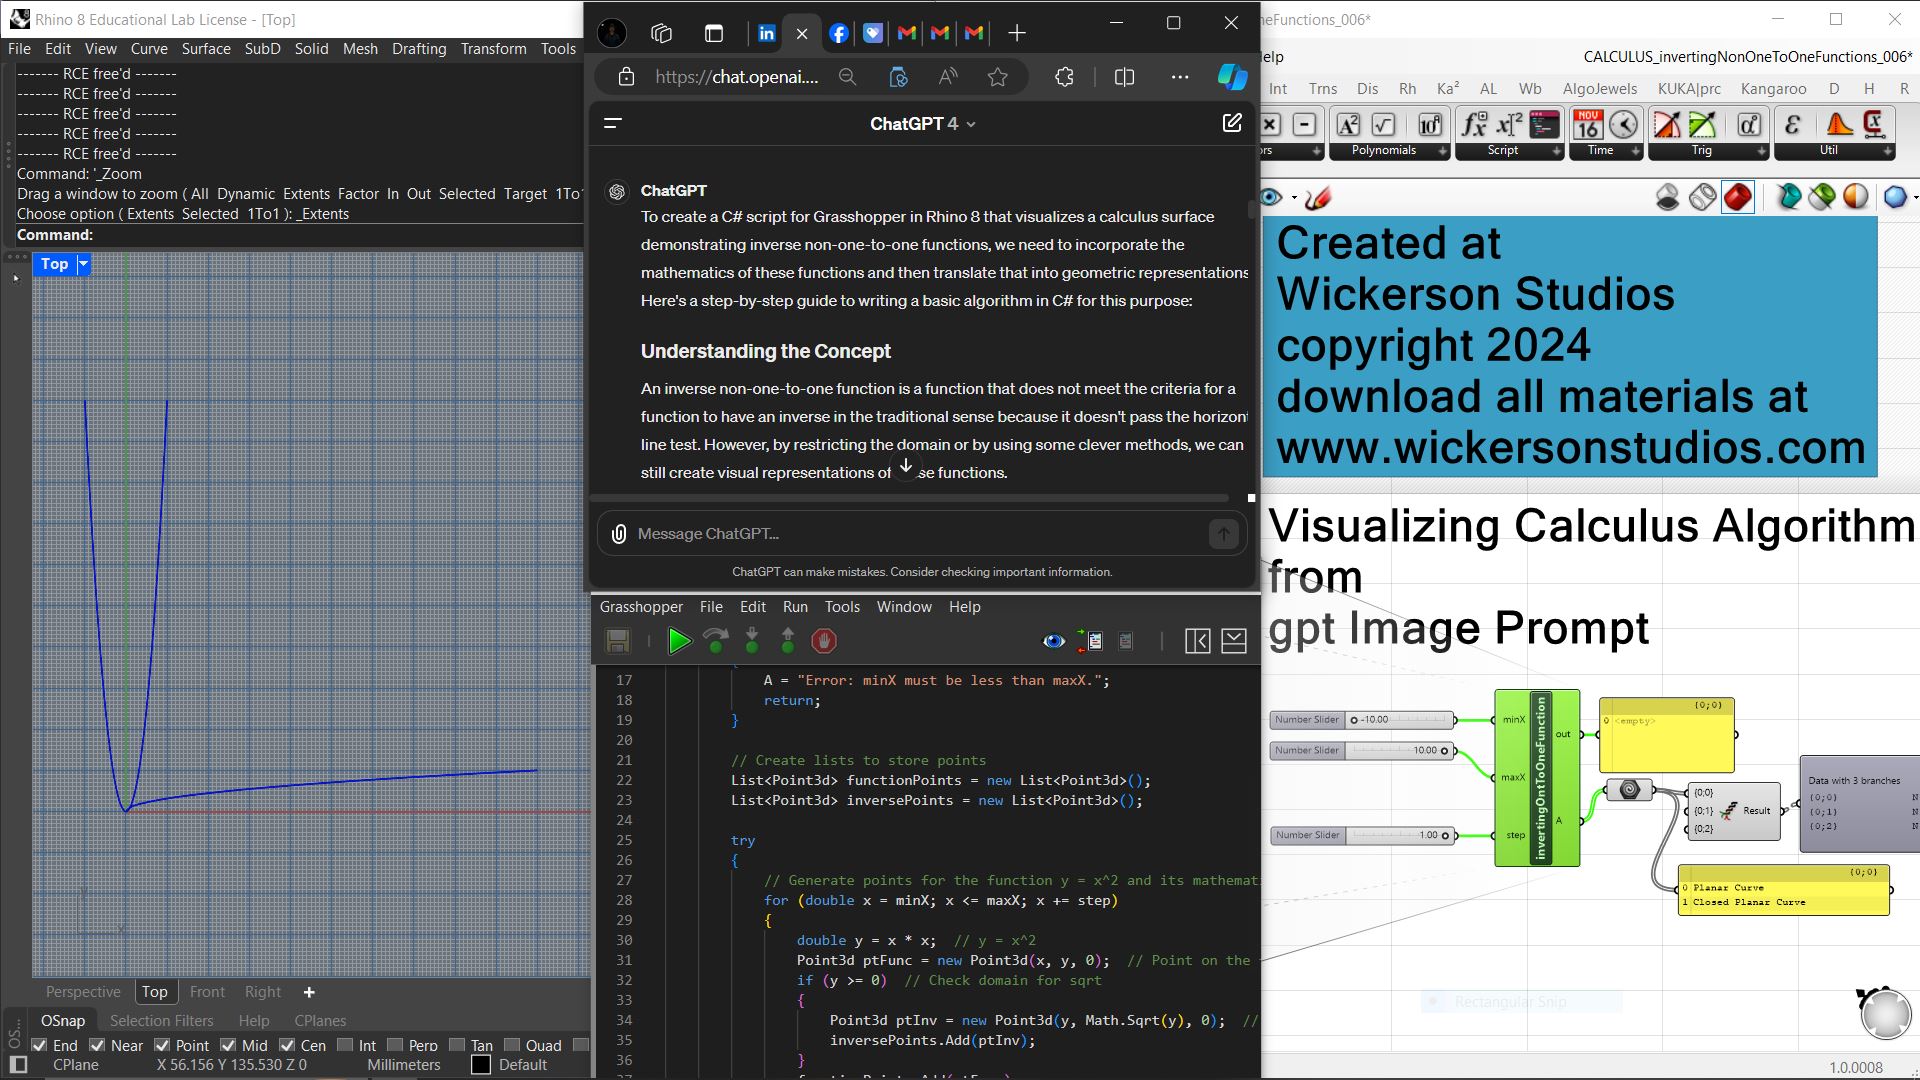 Rhino 8 Educational Lab License - [Top]
File Edit View Curve Surface SubD Solid Mesh Drafting Transform Tools
------- RCE free'd -------
------- RCE free'd -------
------- RCE free'd -------
------- RCE free'd -------
------- RCE free'd -------
Command: '_Zoom
Drag a window to zoom ( All Dynamic Extents Factor In Out Selected Target 1To1
Choose option ( Extents Selected 1To1 ): _Extents
Command:
Top
y
x
Perspective Top Front Right +
OSnap Selection Filters Help CPlanes
OS...
End Near Point Mid Cen Int Perp Tan Quad
CPlane X 56.156 Y 135.530 Z 0 Millimeters Default
https://chat.openai....
ChatGPT 4
ChatGPT
To create a C# script for Grasshopper in Rhino 8 that visualizes a calculus surface
demonstrating inverse non-one-to-one functions, we need to incorporate the
mathematics of these functions and then translate that into geometric representations
Here's a step-by-step guide to writing a basic algorithm in C# for this purpose:
Understanding the Concept
An inverse non-one-to-one function is a function that does not meet the criteria for a
function to have an inverse in the traditional sense because it doesn't pass the horizont
line test. However, by restricting the domain or by using some clever methods, we can
still create visual representations of se functions.
Message ChatGPT...
ChatGPT can make mistakes. Consider checking important information.
Grasshopper File Edit Run Tools Window Help
17 A = "Error: minX must be less than maxX.";
18 return;
19 }
20
21 // Create lists to store points
22 List<Point3d> functionPoints = new List<Point3d>();
23 List<Point3d> inversePoints = new List<Point3d>();
24
25 try
26 {
27 // Generate points for the function y = x^2 and its mathemati
28 for (double x = minX; x <= maxX; x += step)
29 {
30 double y = x * x; // y = x^2
31 Point3d ptFunc = new Point3d(x, y, 0); // Point on the
32 if (y >= 0) // Check domain for sqrt
33 {
34 Point3d ptInv = new Point3d(y, Math.Sqrt(y), 0); //
35 inversePoints.Add(ptInv);
36 }
neFunctions_006*
elp CALCULUS_invertingNonOneToOneFunctions_006*
Int Trns Dis Rh Ka² AL Wb AlgoJewels KUKA|prc Kangaroo D H R
NOV
16
rs Polynomials Script Time Trig Util
Created at
Wickerson Studios
copyright 2024
download all materials at
www.wickersonstudios.com
Visualizing Calculus Algorithm
from
gpt Image Prompt
Number Slider -10.00
Number Slider 10.00
Number Slider 1.00
minX
maxX
step
invertingOntToOneFunction
out
A
{0;0}
0 <empty>
{0;0}
{0;1}
{0;2}
Result
Data with 3 branches
{0;0} N
{0;1} N
{0;2} N
{0;0}
0 Planar Curve
1 Closed Planar Curve
Rectangular Snip
1.0.0008